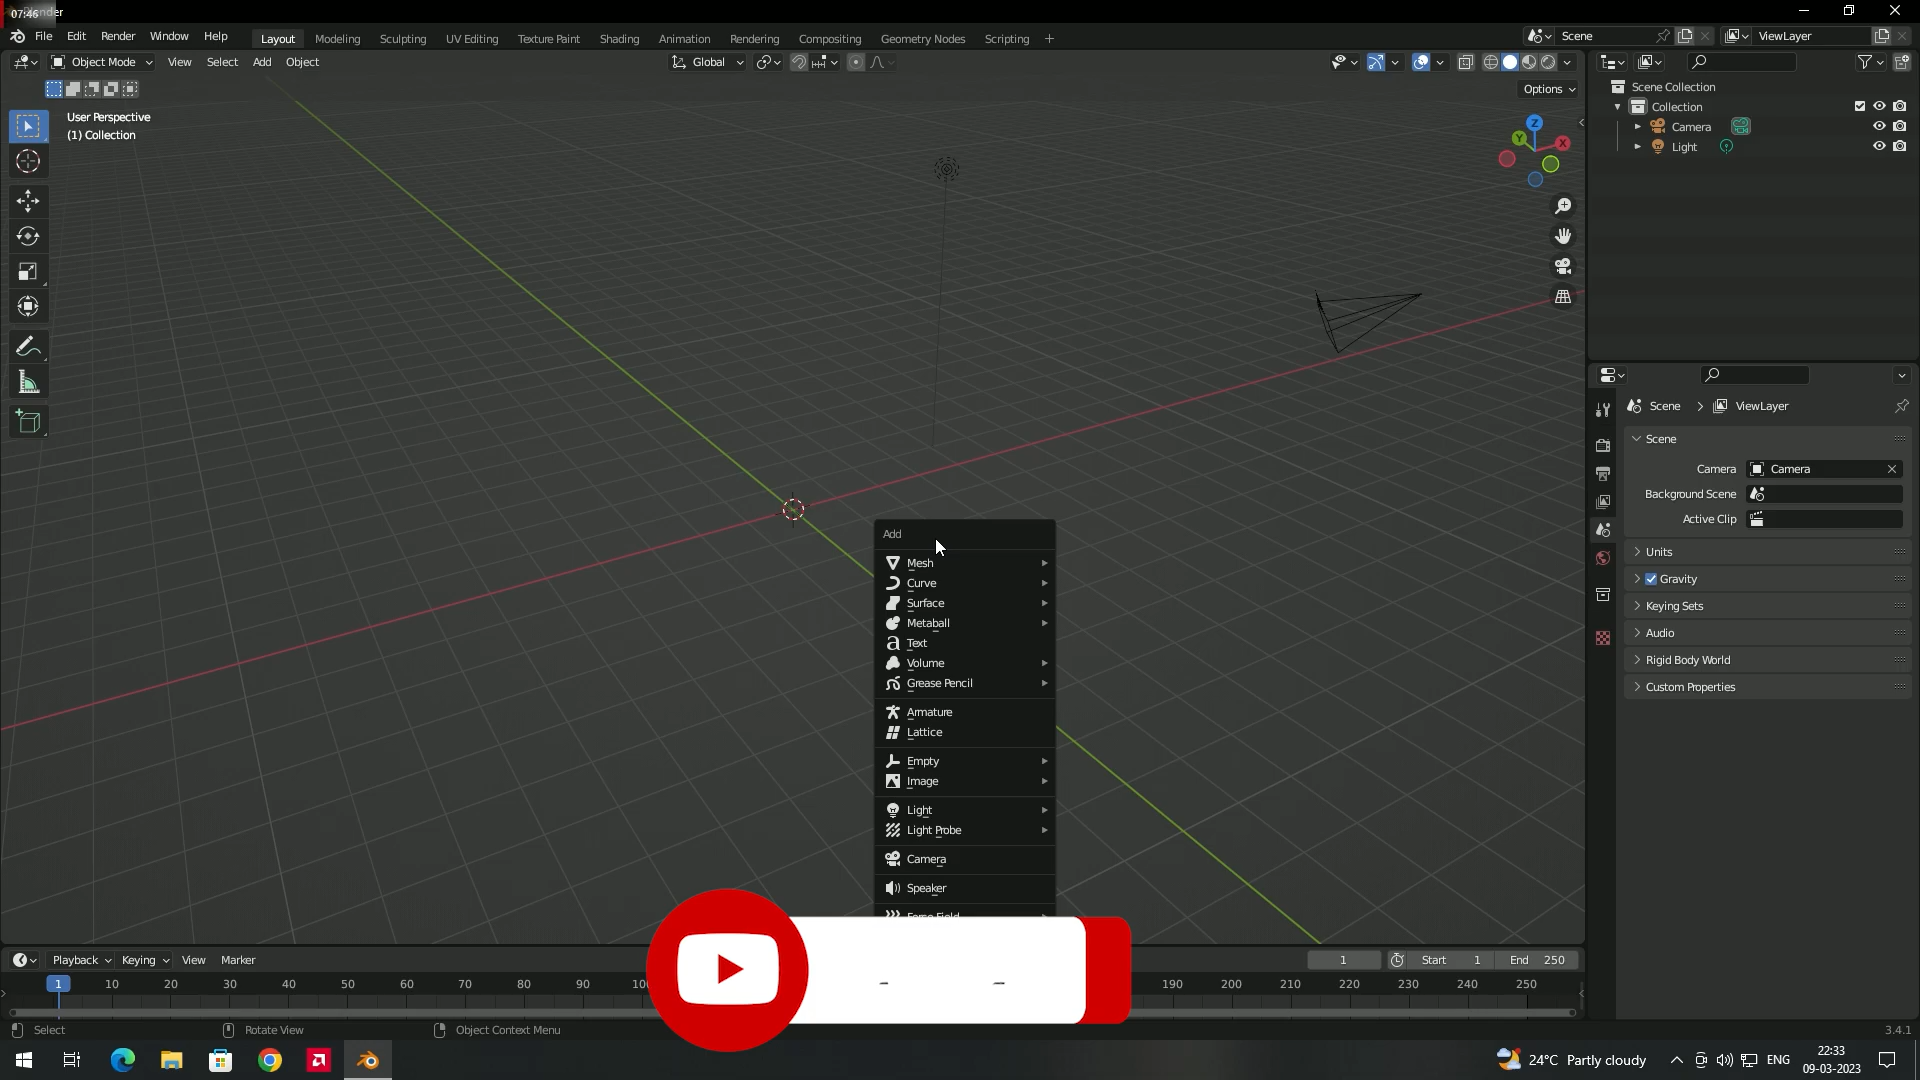 07:46
File Edit Render Window Help Layout Modeling Sculpting UV Editing Texture Paint Shading Animation Rendering Compositing Geometry Nodes Scripting + Scene ViewLayer
Object Mode View Select Add Object Global
Options
User Perspective
(1) Collection
Z
Y
X
Scene Collection
Collection
Camera
Light
Scene > ViewLayer
Scene
Camera Camera
Background Scene
Active Clip
Units
Gravity
Keying Sets
Audio
Rigid Body World
Custom Properties
Add
Mesh
Curve
Surface
Metaball
Text
Volume
Grease Pencil
Armature
Lattice
Empty
Image
Light
Light Probe
Camera
Speaker
Force Field
Playback Keying View Marker 1 Start 1 End 250
1 10 20 30 40 50 60 70 80 90 190 200 210 220 230 240 250
Select Rotate View Object Context Menu 3.4.1
24°C Partly cloudy ENG 22:33
09-03-2023